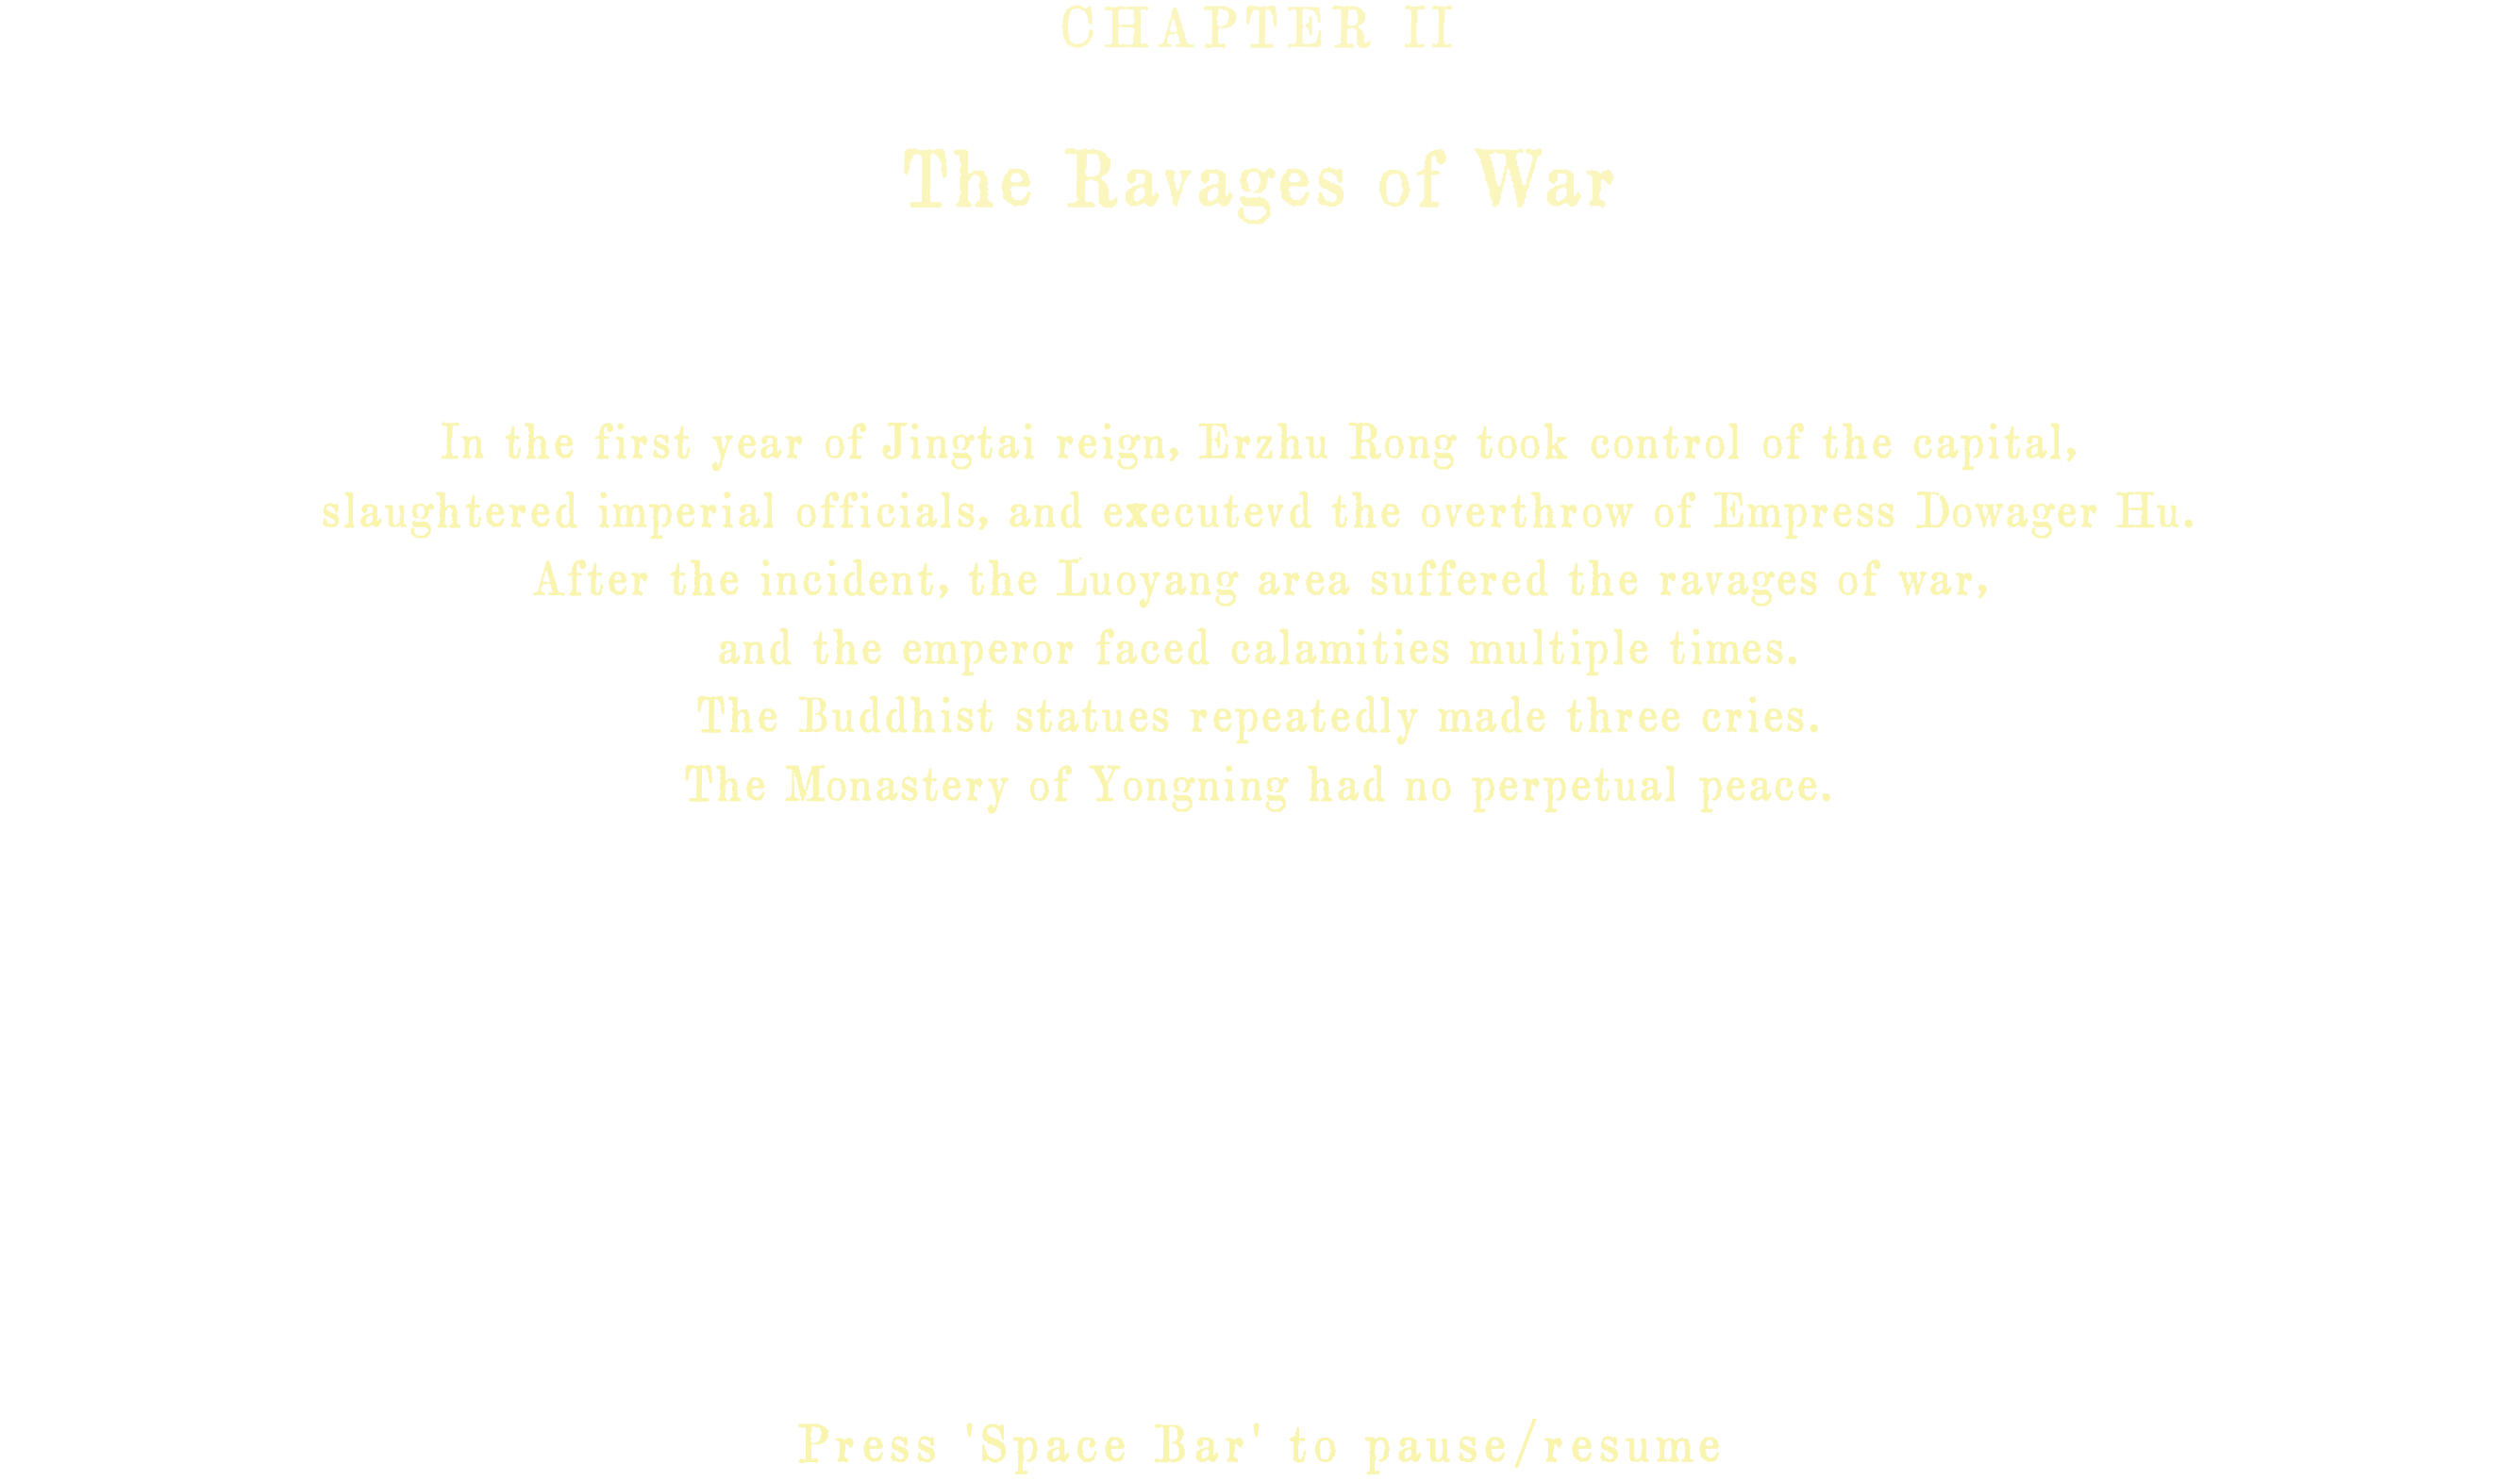 CHAPTER II
The Ravages of War
In the first year of Jingtai reign, Erzhu Rong took control of the capital,
slaughtered imperial officials, and executevd the overthrow of Empress Dowager Hu.
After the incident, the Luoyang area suffered the ravages of war,
and the emperor faced calamities multiple times.
The Buddhist statues repeatedly made three cries.
The Monastery of Yongning had no perpetual peace.
Press 'Space Bar' to pause/resume